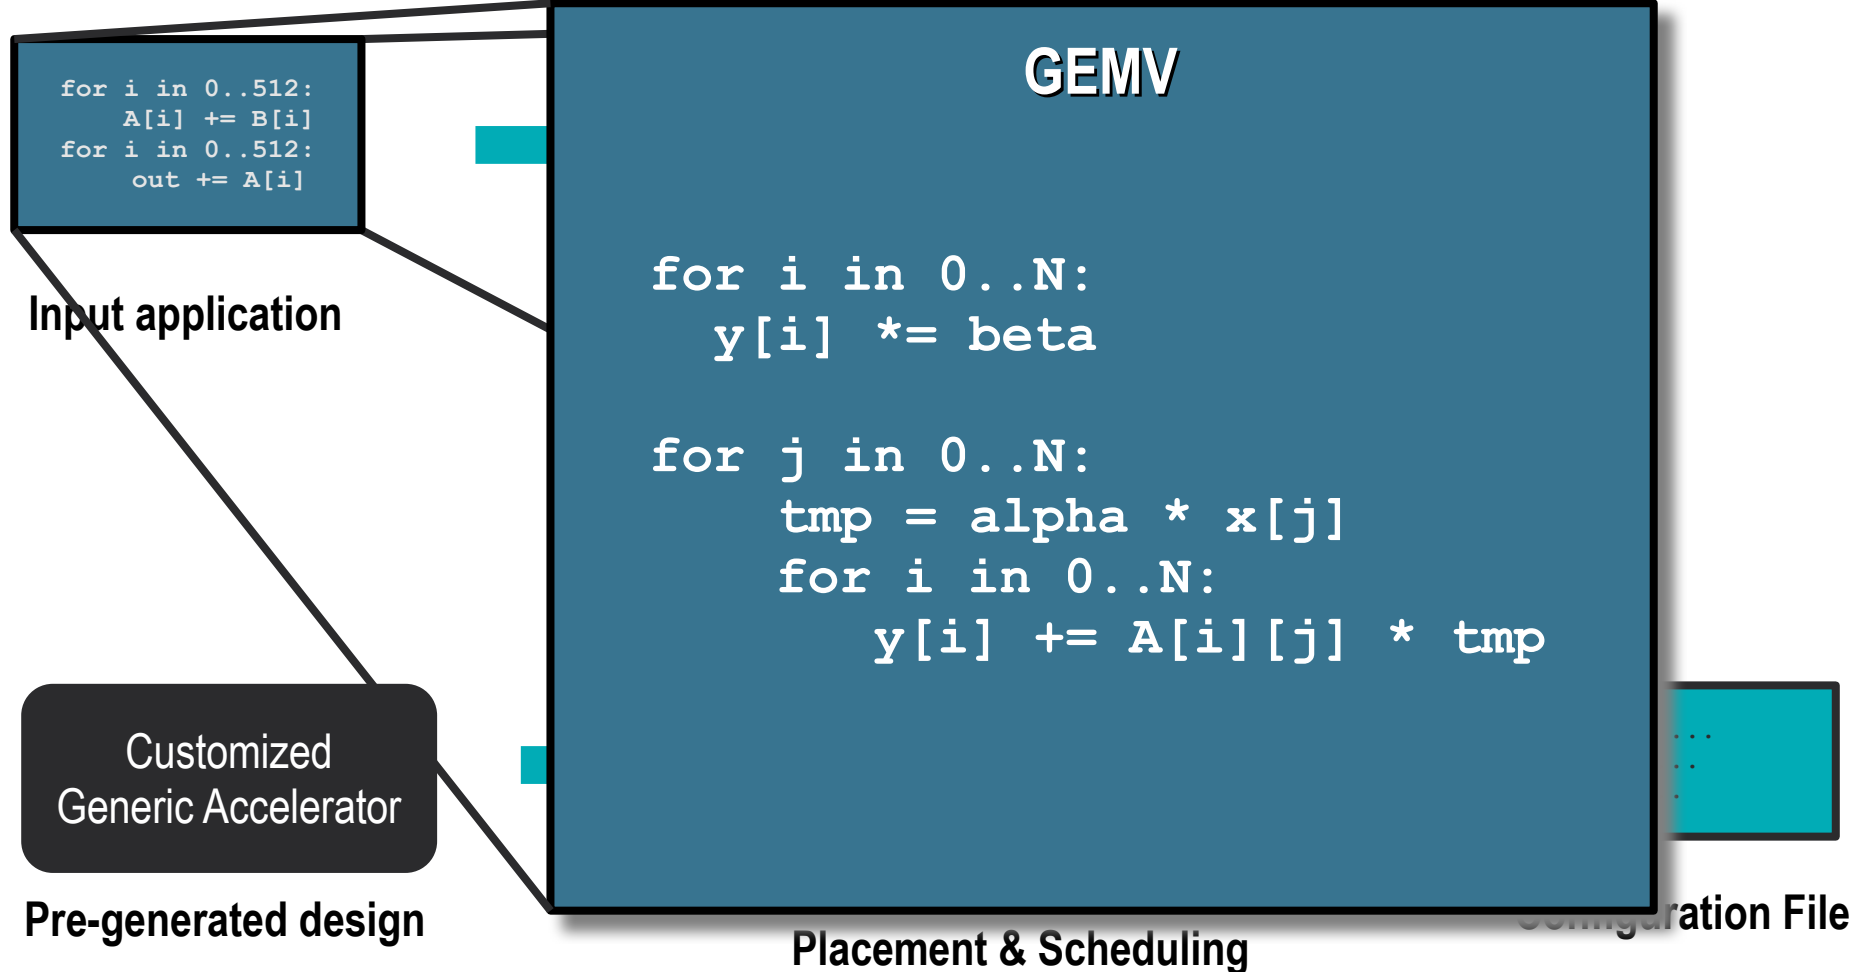 for i in 0..512:
A[i] += B[i]
for i in 0..512:
out += A[i]
Input application
GEMV
for i in 0..N:
y[i] *= beta
for j in 0..N:
tmp = alpha * x[j]
for i in 0..N:
y[i] += A[i][j] * tmp
Customized
Generic Accelerator
Pre-generated design
Placement & Scheduling
...
..
.
Configuration File